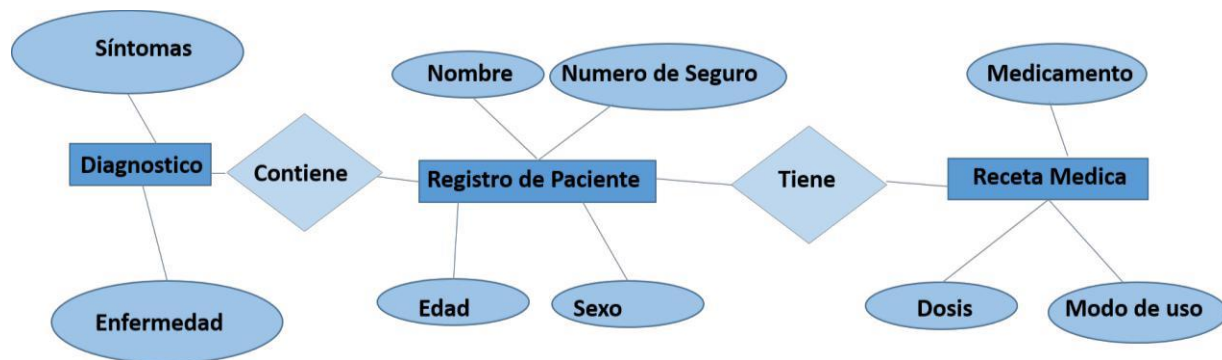 Síntomas
Nombre
Numero de Seguro
Medicamento
Diagnostico
Contiene
Registro de Paciente
Tiene
Receta Medica
Enfermedad
Edad
Sexo
Dosis
Modo de uso